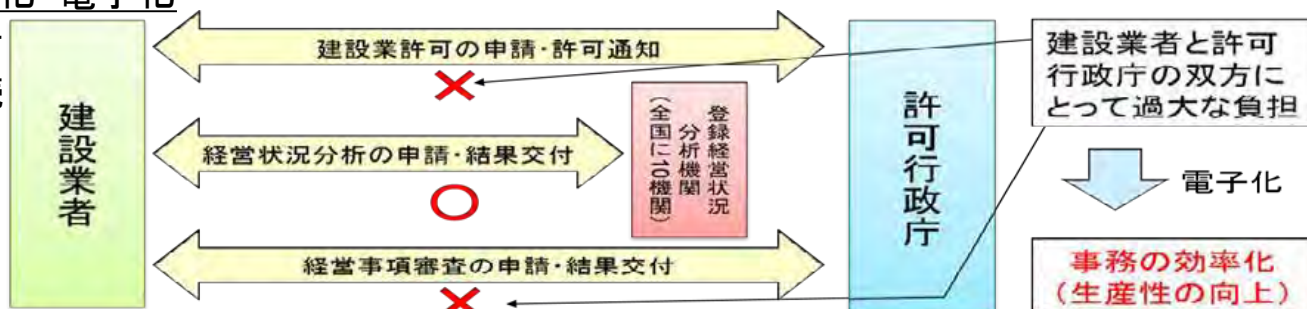 電子化
建設業者
建設業許可の申請・許可通知
経営状況分析の申請・結果交付
登録経営状況
分析機関
(全国に10機関)
経営事項審査の申請・結果交付
許可行政庁
建設業者と許可
行政庁の双方に
とって過大な負担
電子化
事務の効率化
(生産性の向上)